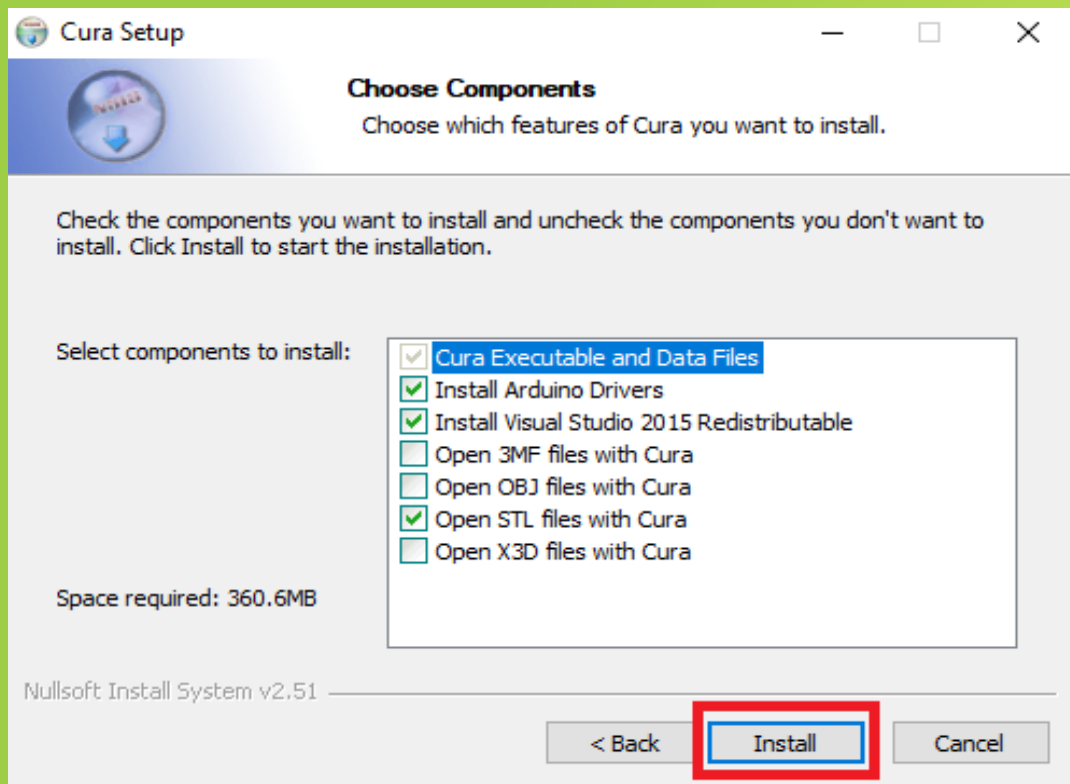 Cura Setup
Choose Components
Choose which features of Cura you want to install.
Check the components you want to install and uncheck the components you don't want to
install. Click Install to start the installation.
Select components to install:
Cura Executable and Data Files
Install Arduino Drivers
Install Visual Studio 2015 Redistributable
Open 3MF files with Cura
Open OBJ files with Cura
Open STL files with Cura
Open X3D files with Cura
Space required: 360.6MB
Nullsoft Install System v2.51
< Back
Install
Cancel